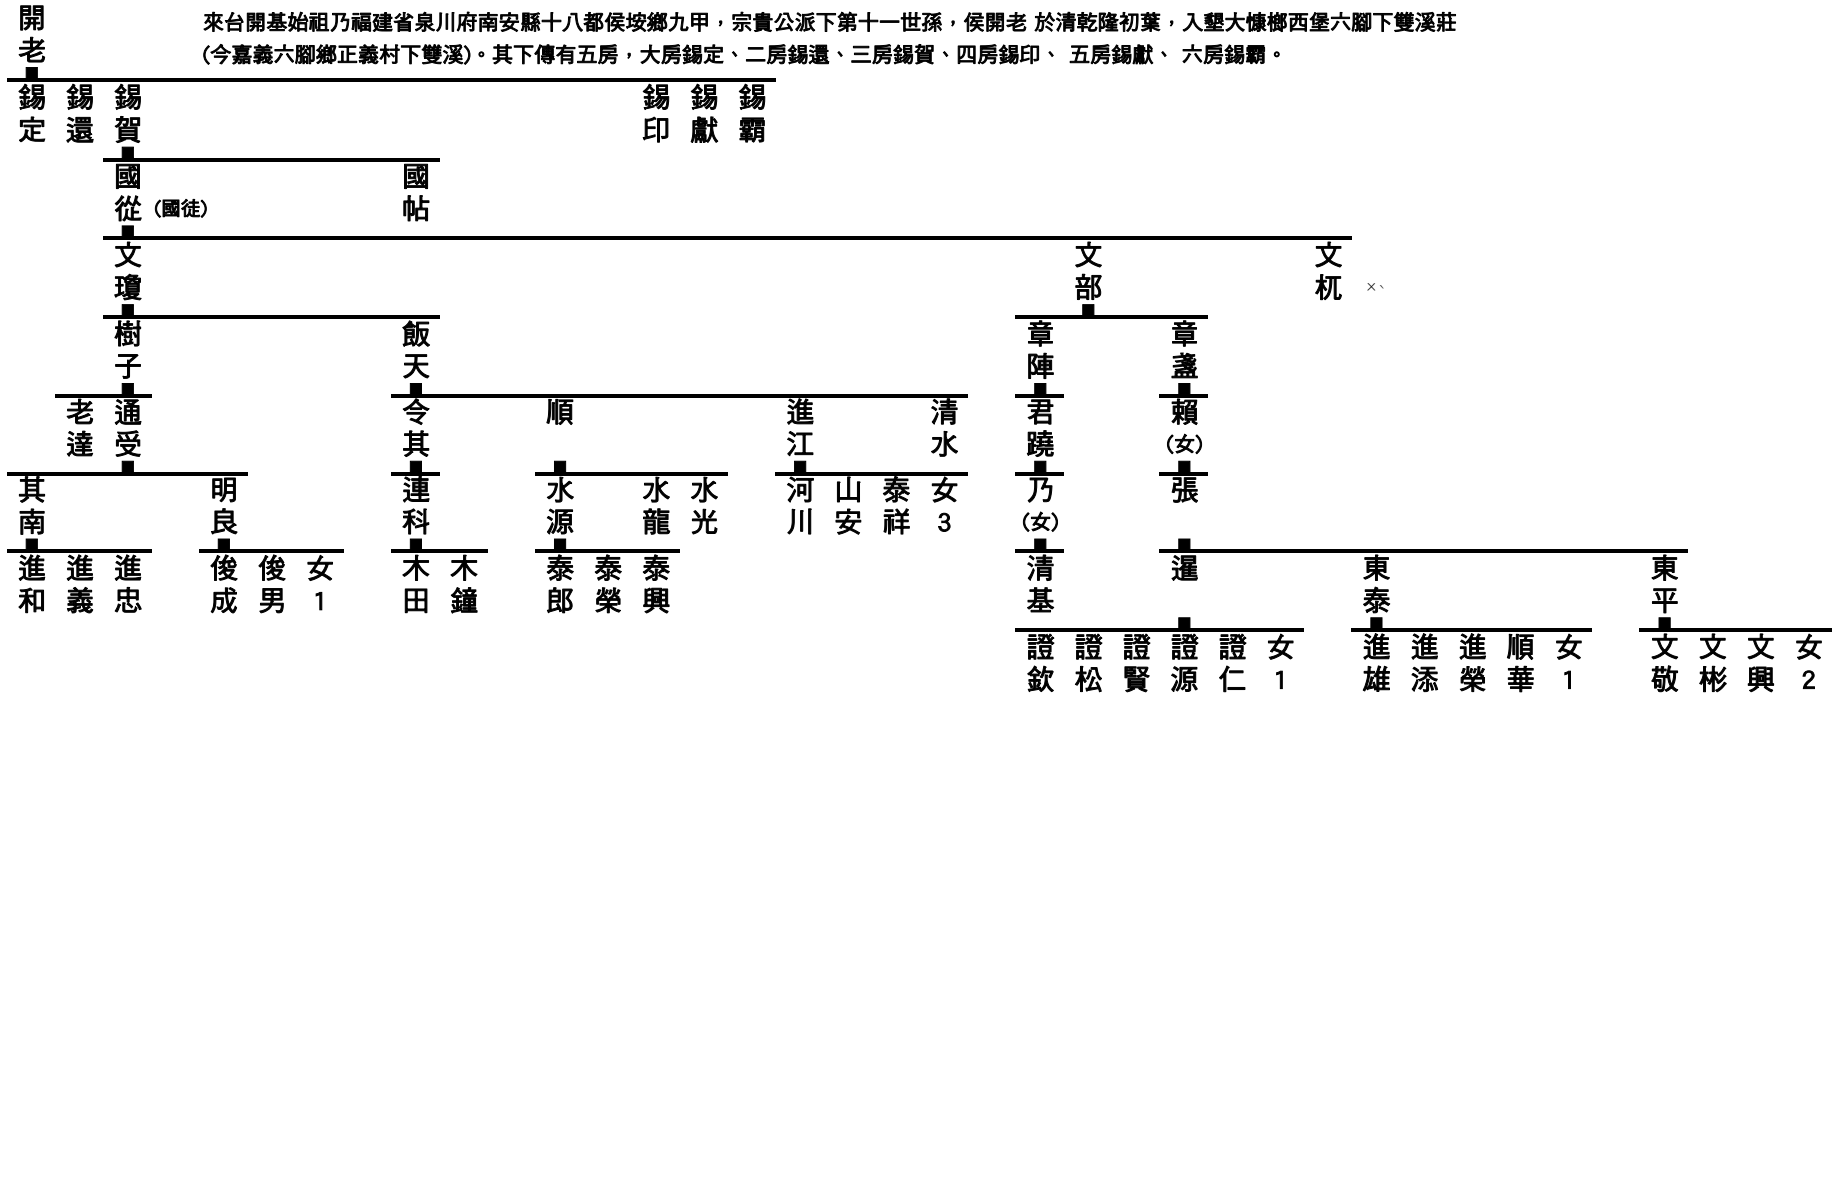 開老
來台開基始祖乃福建省泉川府南安縣十八都侯垵鄉九甲，宗貴公派下第十一世孫，侯開老 於清乾隆初葉，入墾大㯶榔西堡六腳下雙溪莊
(今嘉義六腳鄉正義村下雙溪)。其下傳有五房，大房錫定、二房錫還、三房錫賀、四房錫印、 五房錫獻、 六房錫霸。
錫定 錫還 錫賀 錫印 錫獻 錫霸
國從 (國徒) 國帖
文瓊 文部 文杌 ×、
樹子 飯天 章陣 章盞
老達 通受 令其 順 進江 清水 君蹺 賴(女)
其南 明良 連科 水源 水龍 水光 河川 山安 泰祥 女3 乃(女) 張
進和 進義 進忠 俊成 俊男 女1 木田 木鐘 泰郎 泰榮 泰興 清基 暹 東泰 東平
證欽 證松 證賢 證源 證仁 女1 進雄 進添 進榮 順華 女1 文敬 文彬 文興 女2